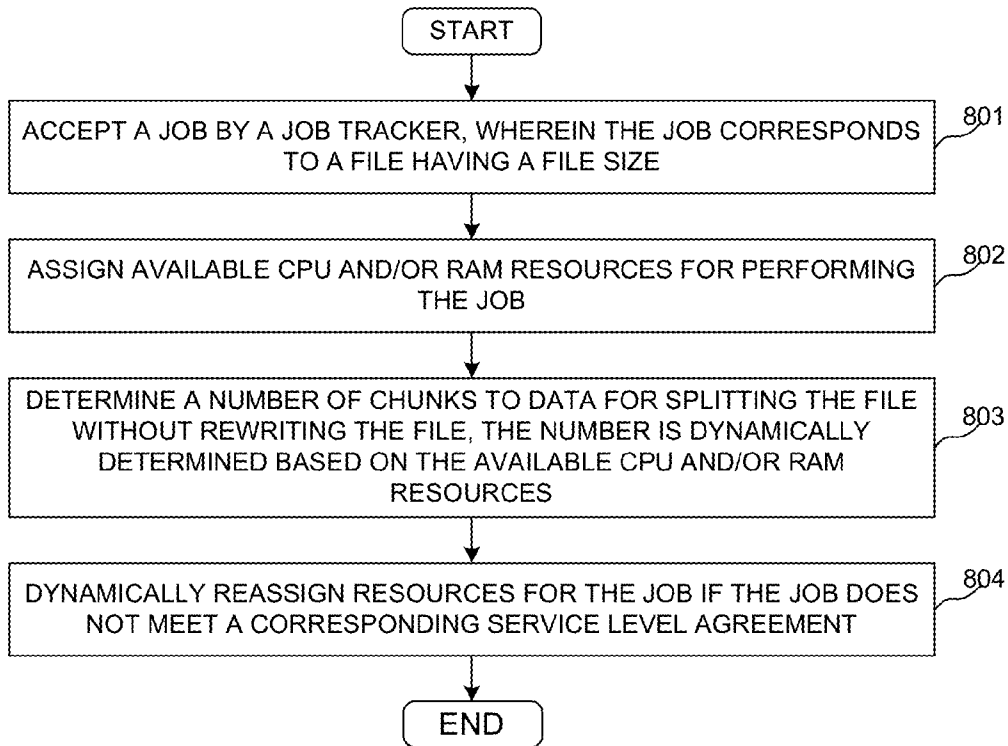 START
ACCEPT A JOB BY A JOB TRACKER, WHEREIN THE JOB CORRESPONDS
TO A FILE HAVING A FILE SIZE
801
ASSIGN AVAILABLE CPU AND/OR RAM RESOURCES FOR PERFORMING
THE JOB
802
DETERMINE A NUMBER OF CHUNKS TO DATA FOR SPLITTING THE FILE
WITHOUT REWRITING THE FILE, THE NUMBER IS DYNAMICALLY
DETERMINED BASED ON THE AVAILABLE CPU AND/OR RAM
RESOURCES
803
DYNAMICALLY REASSIGN RESOURCES FOR THE JOB IF THE JOB DOES
NOT MEET A CORRESPONDING SERVICE LEVEL AGREEMENT
804
END